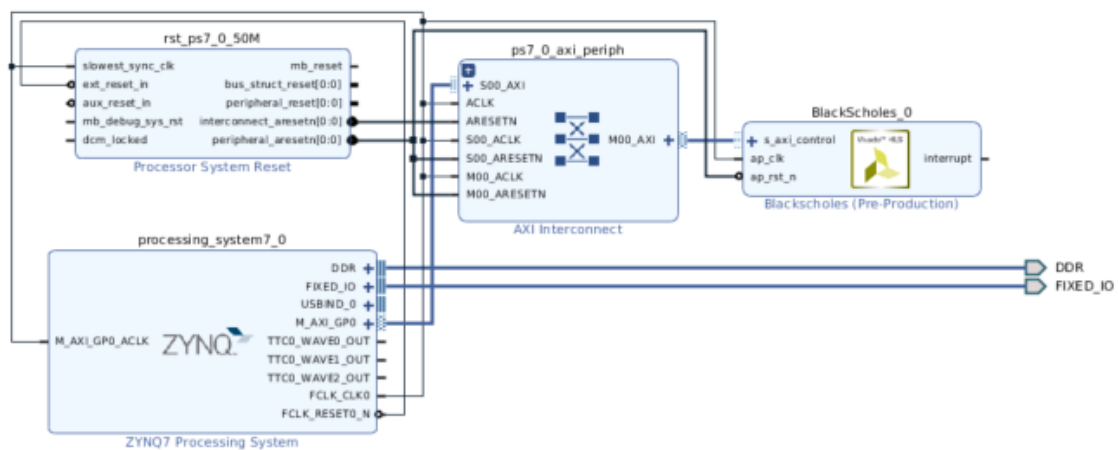 rst_ps7_0_50M
slowest_sync_clk
ext_reset_in
aux_reset_in
mb_debug_sys_rst
dcm_locked
mb_reset
bus_struct_reset[0:0]
peripheral_reset[0:0]
interconnect_aresetn[0:0]
peripheral_aresetn[0:0]
Processor System Reset
ps7_0_axi_periph
S00_AXI
ACLK
ARESETN
S00_ACLK
S00_ARESETN
M00_ACLK
M00_ARESETN
M00_AXI
AXI Interconnect
BlackScholes_0
s_axi_control
ap_clk
ap_rst_n
interrupt
Blackscholes (Pre-Production)
processing_system7_0
M_AXI_GP0_ACLK
ZYNQ
DDR
FIXED_IO
USBIND_0
M_AXI_GP0
TTC0_WAVE0_OUT
TTC0_WAVE1_OUT
TTC0_WAVE2_OUT
FCLK_CLK0
FCLK_RESET0_N
ZYNQ7 Processing System
DDR
FIXED_IO